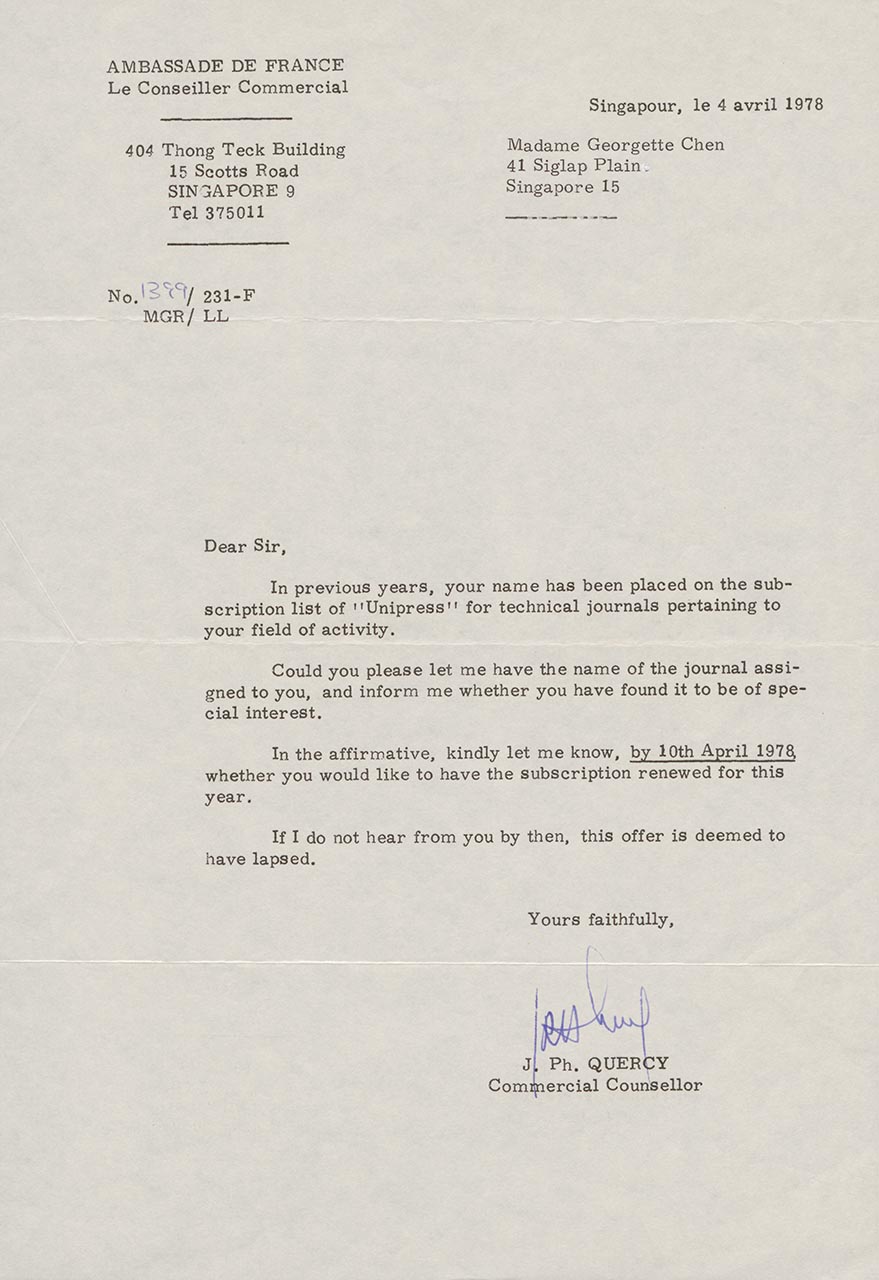 AMBASSADE DE FRANCE
Le Conseiller Commercial
Singapour, le 4 avril 1978
404 Thong Teck Building
15 Scotts Road
SINGAPORE 9
Tel 375011
Madame Georgette Chen
41 Siglap Plain.
Singapore 15
No. 1399/ 231-F
MGR/ LL
Dear Sir,
In previous years, your name has been placed on the sub-
scription list of "Unipress" for technical journals pertaining to
your field of activity.
Could you please let me have the name of the journal assi-
gned to you, and inform me whether you have found it to be of spe-
cial interest.
In the affirmative, kindly let me know, by 10th April 1978,
whether you would like to have the subscription renewed for this
year.
If I do not hear from you by then, this offer is deemed to
have lapsed.
Yours faithfully,
J. Ph. QUERCY
Commercial Counsellor